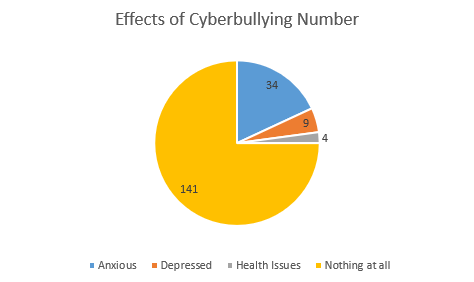 Effects of Cyberbullying Number
34
9
4
141
Anxious Depressed Health Issues Nothing at all